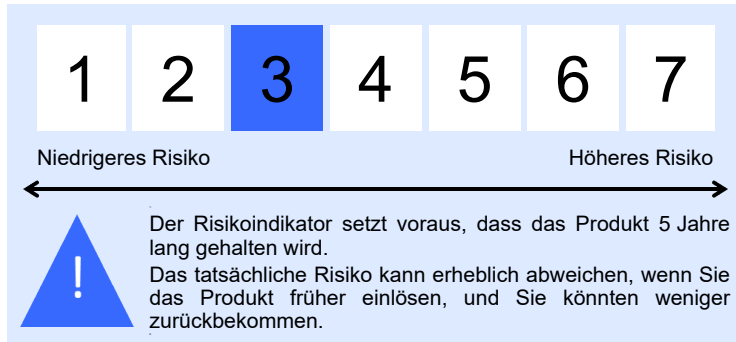 1 2 3 4 5 6 7
Niedrigeres Risiko Höheres Risiko
!
Der Risikoindikator setzt voraus, dass das Produkt 5 Jahre
lang gehalten wird.
Das tatsächliche Risiko kann erheblich abweichen, wenn Sie
das Produkt früher einlösen, und Sie könnten weniger
zurückbekommen.